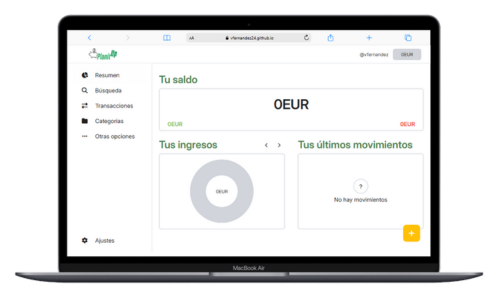 AA
vfernandez24.github.io
Plani
@vfernandez
0EUR
Resumen
Búsqueda
Transacciones
Categorías
Otras opciones
Ajustes
Tu saldo
0EUR
0EUR
0EUR
Tus ingresos
< >
0EUR
Tus últimos movimientos
?
No hay movimientos
+
MacBook Air